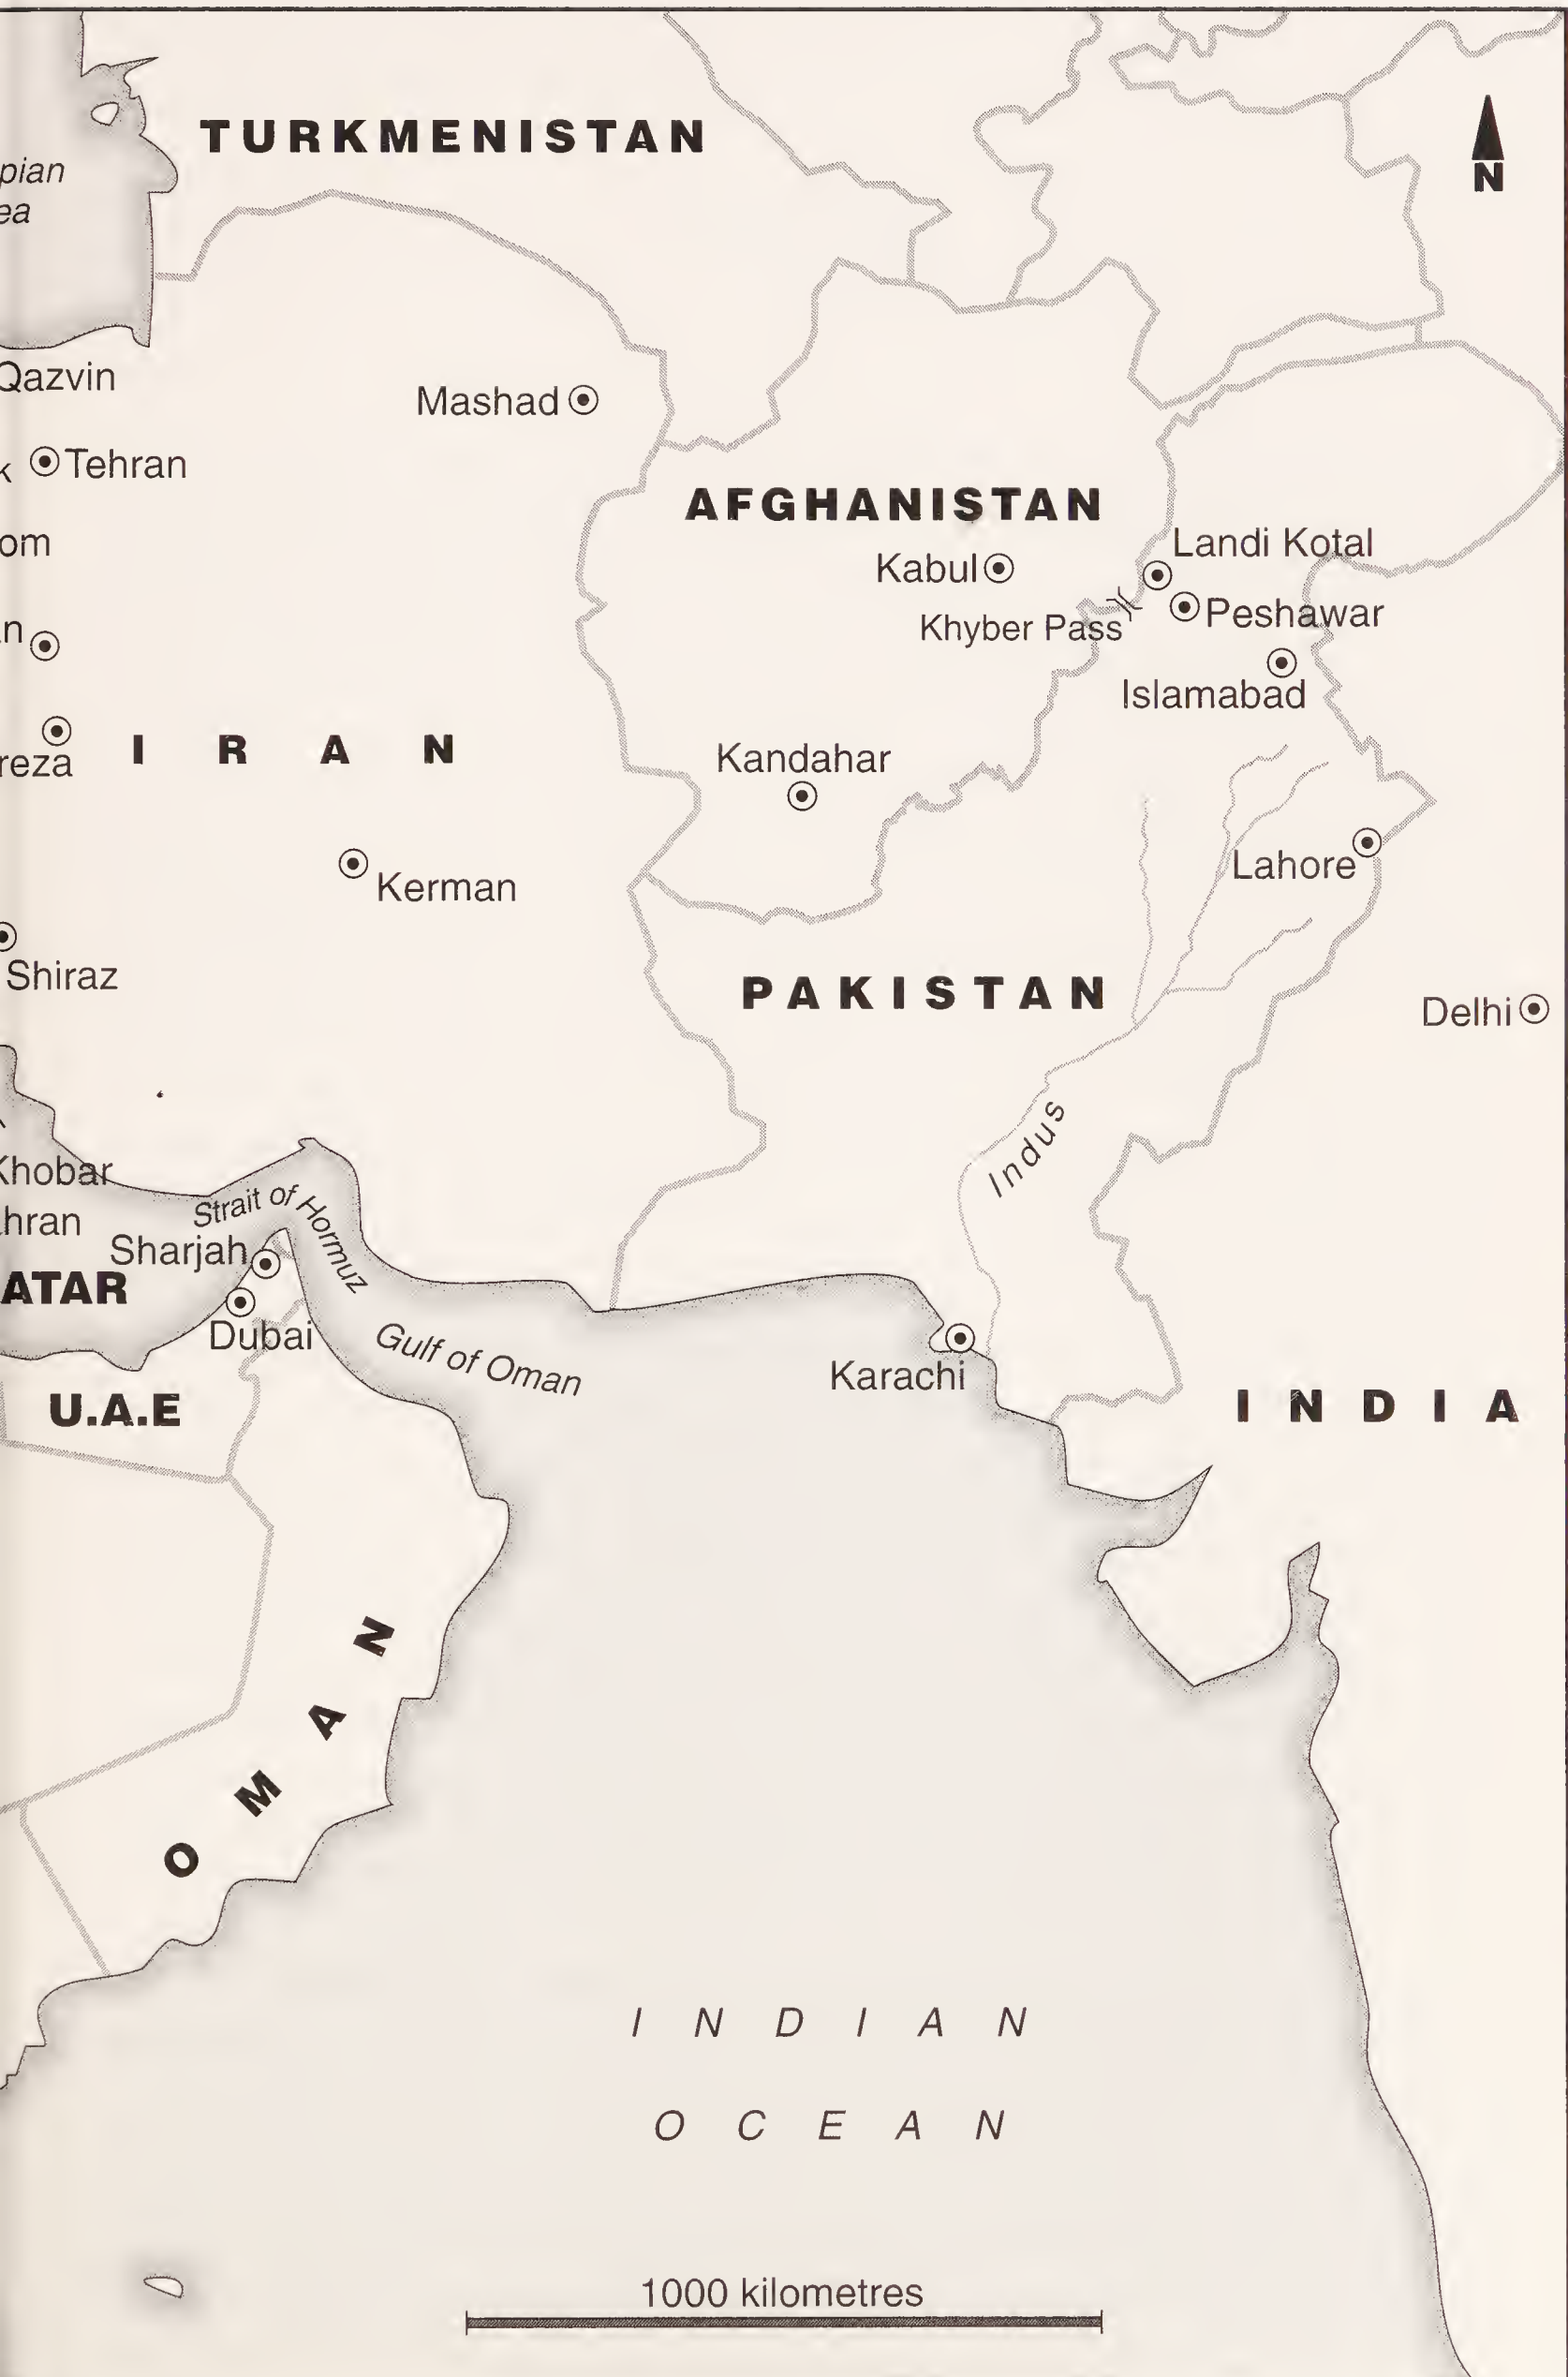 TURKMENISTAN
N
pian
ea
Qazvin
Mashad
k Tehran
AFGHANISTAN
om
Landi Kotal
Kabul
Khyber Pass
Peshawar
n
Islamabad
reza
IRAN
Kandahar
Lahore
Kerman
Shiraz
PAKISTAN
Delhi
Indus
Khobar
hran
Strait of Hormuz
Sharjah
ATAR
Dubai
Gulf of Oman
Karachi
U.A.E
INDIA
OMAN
INDIAN
OCEAN
1000 kilometres